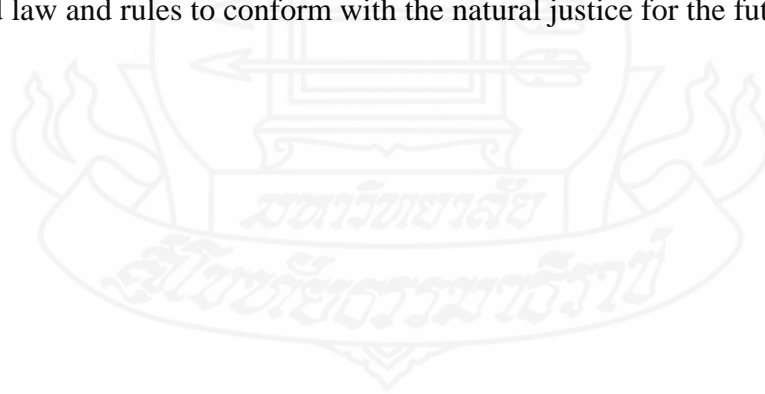 l law and rules to conform with the natural justice for the fut
มหาวิทยาลัย
สุโขทัยธรรมาธิราช